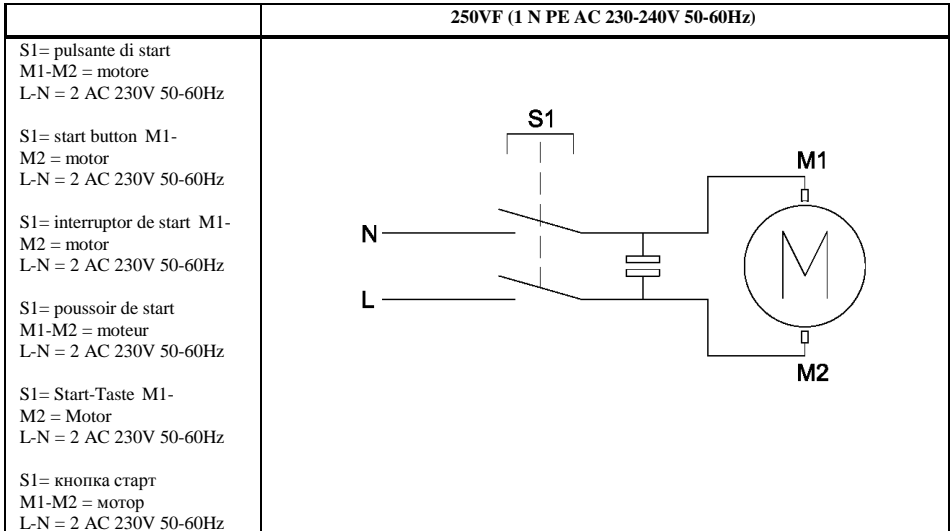 250VF (1 N PE AC 230-240V 50-60Hz)
S1= pulsante di start
M1-M2 = motore
L-N = 2 AC 230V 50-60Hz
S1= start button M1-
M2 = motor
L-N = 2 AC 230V 50-60Hz
S1= interruptor de start M1-
M2 = motor
L-N = 2 AC 230V 50-60Hz
S1= poussoir de start
M1-M2 = moteur
L-N = 2 AC 230V 50-60Hz
S1= Start-Taste M1-
M2 = Motor
L-N = 2 AC 230V 50-60Hz
S1= кнопка старт
M1-M2 = мотор
L-N = 2 AC 230V 50-60Hz
S1
M1
N
M
L
M2